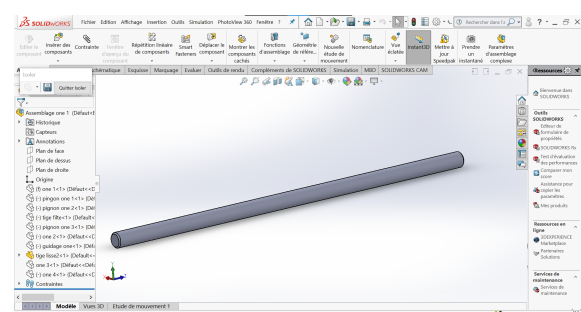 SOLIDWORKS
Fichier Edition Affichage Insertion Outils Simulation PhotoView 360 Fenêtre ?
Rechercher dans l'a
Editer le composant
Insérer des composants
Contrainte
Fenêtre d'aperçu du composant
Répétition linéaire de composants
Smart Fasteners
Déplacer le composant
Montrer les composants cachés
Fonctions d'assemblage
Géométrie de référe...
Nouvelle étude de mouvement
Nomenclature
Vue éclatée
Instant3D
Mettre à jour Speedpak
Prendre un instantané
Paramètres d'assemblage complexe
Isoler
Quitter Isoler
Esquisse Marquage Evaluer Outils de rendu Compléments de SOLIDWORKS Simulation MBD SOLIDWORKS CAM
Assemblage one 1 (Défaut<E
Historique
Capteurs
Annotations
Plan de face
Plan de dessus
Plan de droite
Origine
(f) one 1<1> (Défaut<<D
(-) pignon one 1<1> (Dé
(-) pignon one 2<1> (Dé
(-) tige filte<1> (Défaut<
(-) pignon one 3<1> (Dé
(-) one 2<1> (Défaut<<D
(-) guidage one<1> (Déf
tige lisse2<1> (Défaut<
one 3<1> (Défaut<<Déf
(-) one 4<1> (Défaut<<D
Contraintes
Modèle Vues 3D Etude de mouvement 1
Ressources
Bienvenue dans SOLIDWORKS
Outils SOLIDWORKS
Editeur de formulaire de propriétés
SOLIDWORKS Rx
Test d'évaluation des performances
Comparer mon score
Assistance pour copier les paramètres
Mes produits
Ressources en ligne
3DEXPERIENCE Marketplace
Partenaires Solutions
Services de maintenance
Services de maintenance